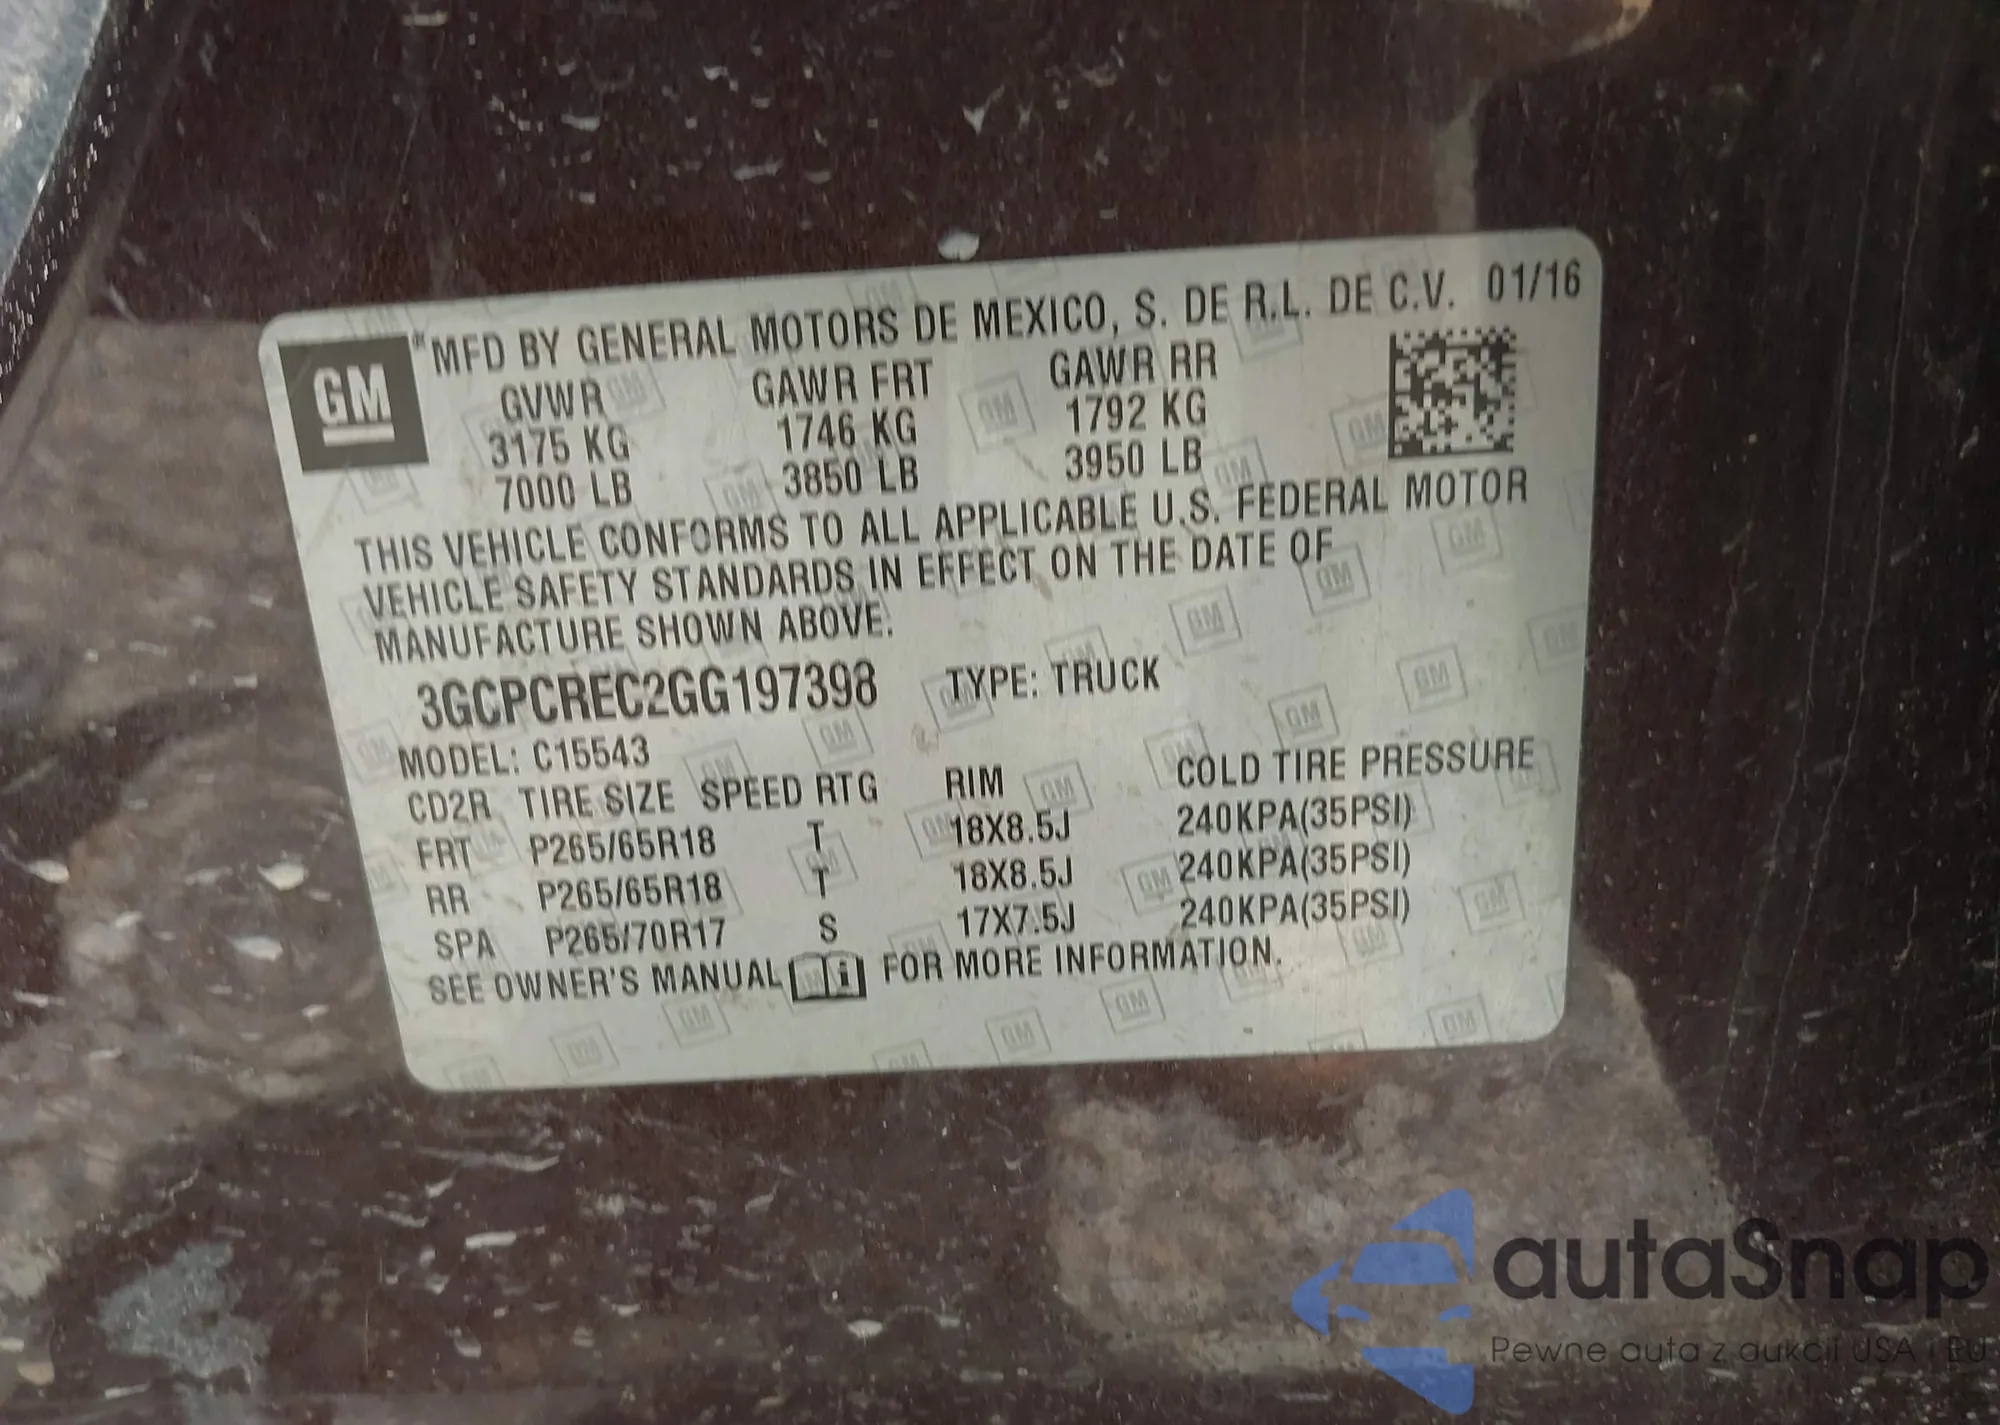 GM
MFD BY GENERAL MOTORS DE MEXICO, S. DE R.L. DE C.V. 01/16
GVWR GAWR FRT GAWR RR
3175 KG 1746 KG 1792 KG
7000 LB 3850 LB 3950 LB
THIS VEHICLE CONFORMS TO ALL APPLICABLE U.S. FEDERAL MOTOR
VEHICLE SAFETY STANDARDS IN EFFECT ON THE DATE OF
MANUFACTURE SHOWN ABOVE.
3GCPCREC2GG197398 TYPE: TRUCK
MODEL: C15543
CD2R TIRE SIZE SPEED RTG RIM COLD TIRE PRESSURE
FRT P265/65R18 T 18X8.5J 240KPA(35PSI)
RR P265/65R18 T 18X8.5J 240KPA(35PSI)
SPA P265/70R17 S 17X7.5J 240KPA(35PSI)
SEE OWNER'S MANUAL FOR MORE INFORMATION.
autaSnap
Pewne auta z aukcji USA i EU